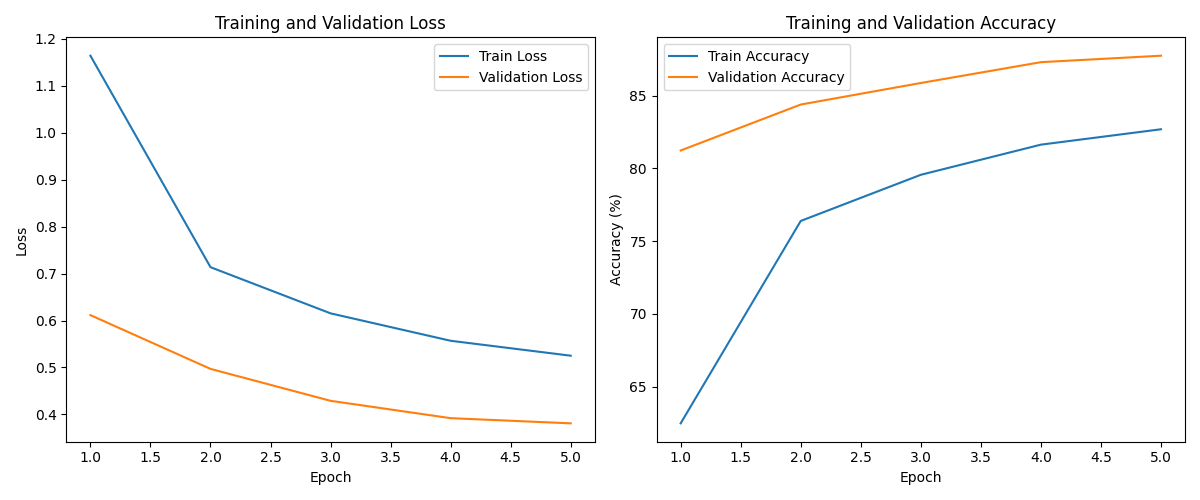 Training and Validation Loss
1.2
1.1
1.0
0.9
0.8
0.7
0.6
0.5
0.4
Loss
Train Loss
Validation Loss
1.0 1.5 2.0 2.5 3.0 3.5 4.0 4.5 5.0
Epoch
Training and Validation Accuracy
85
80
75
70
65
Accuracy (%)
Train Accuracy
Validation Accuracy
1.0 1.5 2.0 2.5 3.0 3.5 4.0 4.5 5.0
Epoch